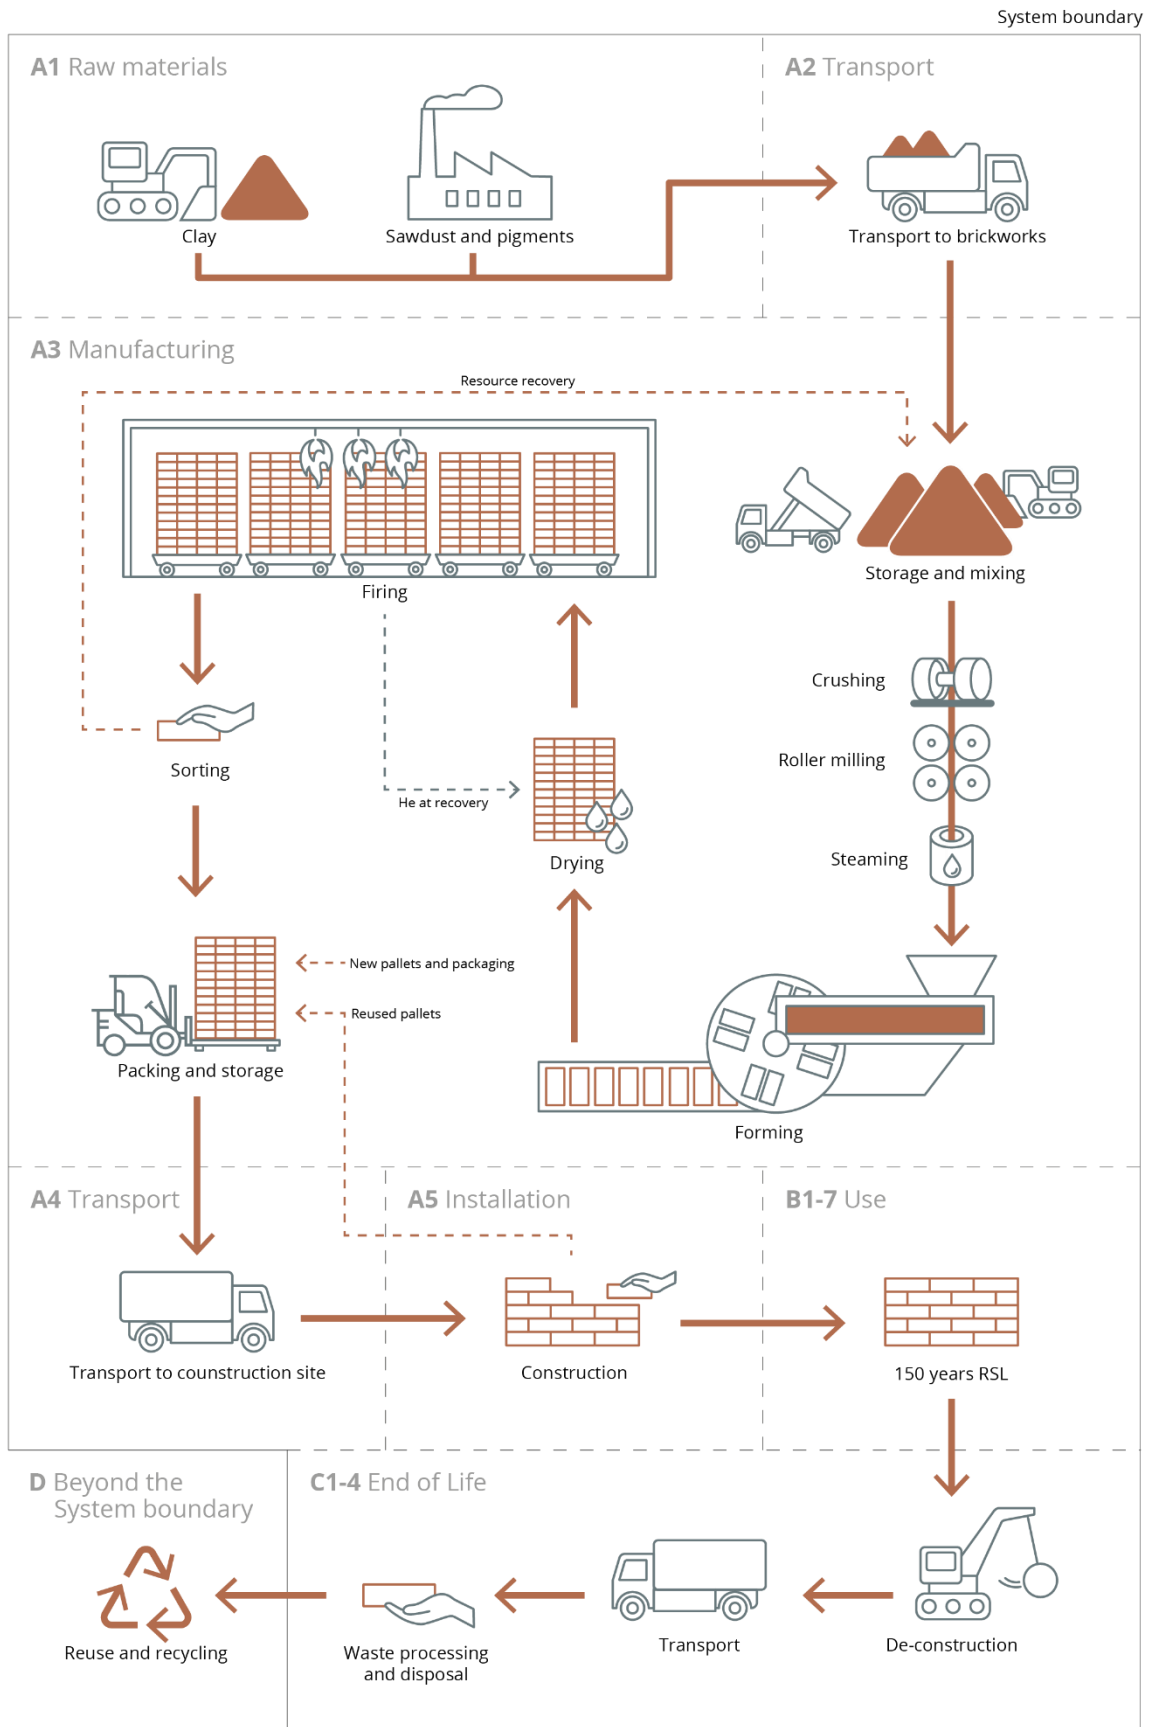 System boundary
A1 Raw materials
A2 Transport
Clay
Sawdust and pigments
Transport to brickworks
A3 Manufacturing
Resource recovery
Firing
Storage and mixing
Crushing
Sorting
Roller milling
He at recovery
Drying
Steaming
New pallets and packaging
Reused pallets
Packing and storage
Forming
A4 Transport
A5 Installation
B1-7 Use
Transport to counstruction site
Construction
150 years RSL
D Beyond the
System boundary
C1-4 End of Life
Reuse and recycling
Waste processing
and disposal
Transport
De-construction